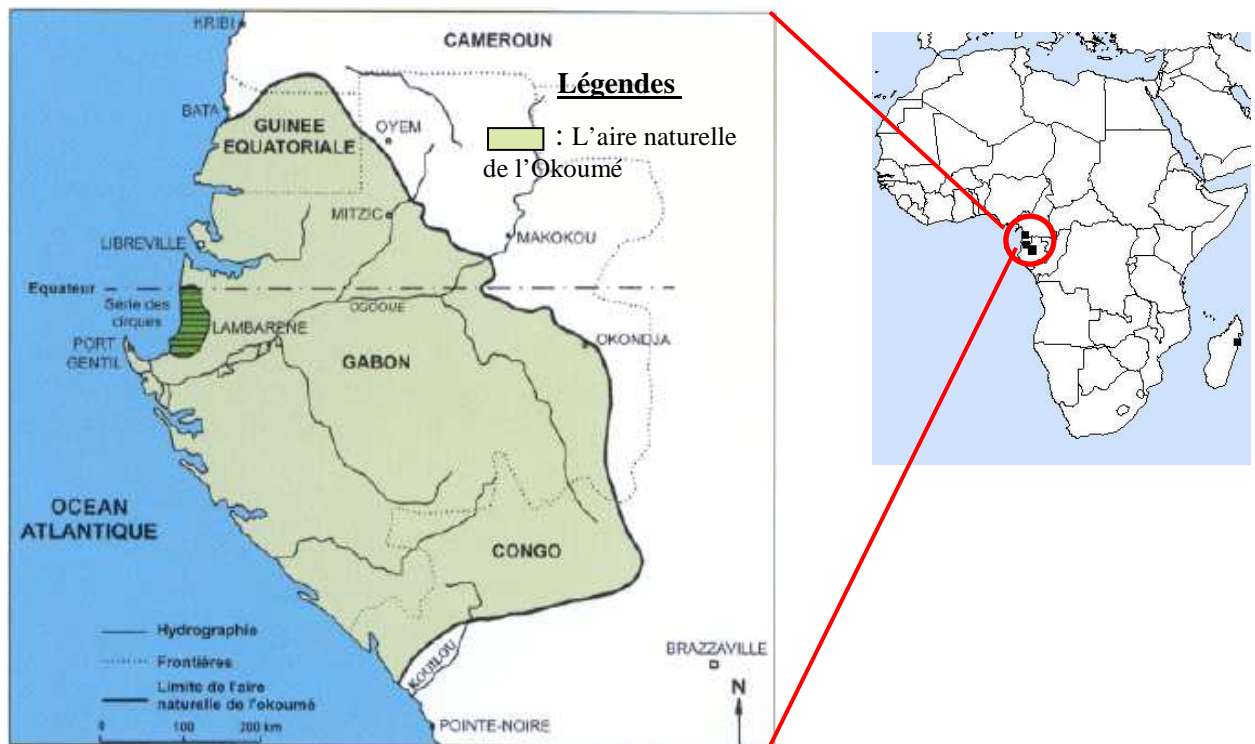 KRIBI
CAMEROUN
Légendes
BATA
GUINEE
EQUATORIALE
OYEM
: L'aire naturelle
de l'Okoumé
MITZIC
LIBREVILLE
MAKOKOU
Equateur
OGOOUE
Série des
cirques
LAMBARENE
PORT
GENTIL
GABON
OKONDJA
OCEAN
ATLANTIQUE
CONGO
Hydrographie
Frontières
Limite de l'aire
naturelle de l'okoumé
0 100 200 km
KOUILOU
BRAZZAVILLE
N
POINTE-NOIRE